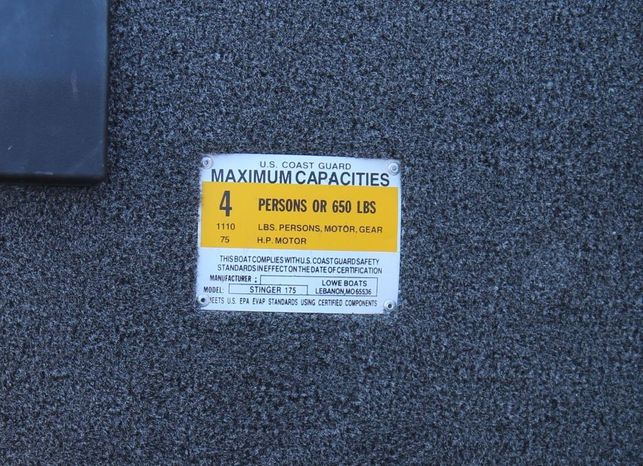 U.S. COAST GUARD
MAXIMUM CAPACITIES
4 PERSONS OR 650 LBS
1110 LBS. PERSONS, MOTOR, GEAR
75 H.P. MOTOR
THIS BOAT COMPLIES WITH U.S. COAST GUARD SAFETY
STANDARDS IN EFFECT ON THE DATE OF CERTIFICATION
MANUFACTURER : LOWE BOATS
MODEL: STINGER 175 LEBANON, MO 65536
MEETS U.S. EPA EVAP STANDARDS USING CERTIFIED COMPONENTS